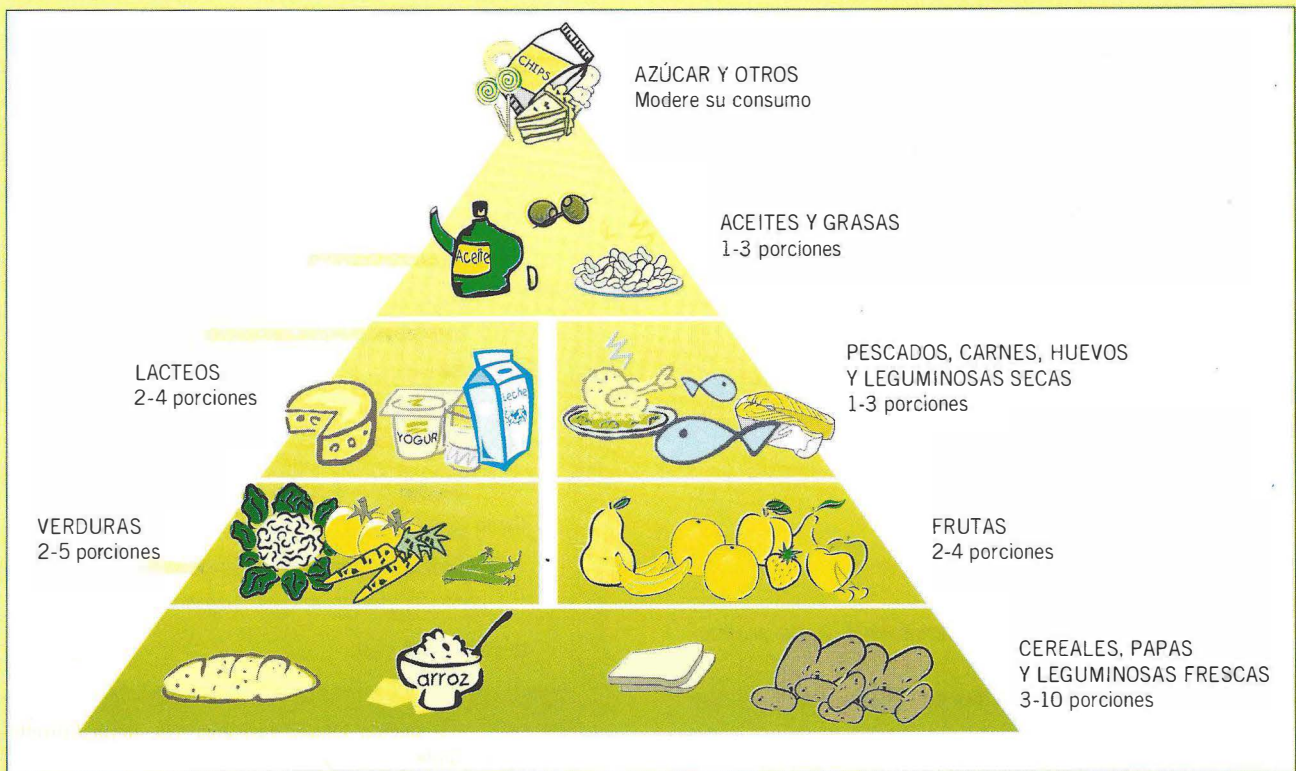 CHIPS
AZÚCAR Y OTROS
Modere su consumo
Aceite
ACEITES Y GRASAS
1-3 porciones
LACTEOS
2-4 porciones
YOGUR
Leche
PESCADOS, CARNES, HUEVOS
Y LEGUMINOSAS SECAS
1-3 porciones
VERDURAS
2-5 porciones
FRUTAS
2-4 porciones
arroz
CEREALES, PAPAS
Y LEGUMINOSAS FRESCAS
3-10 porciones